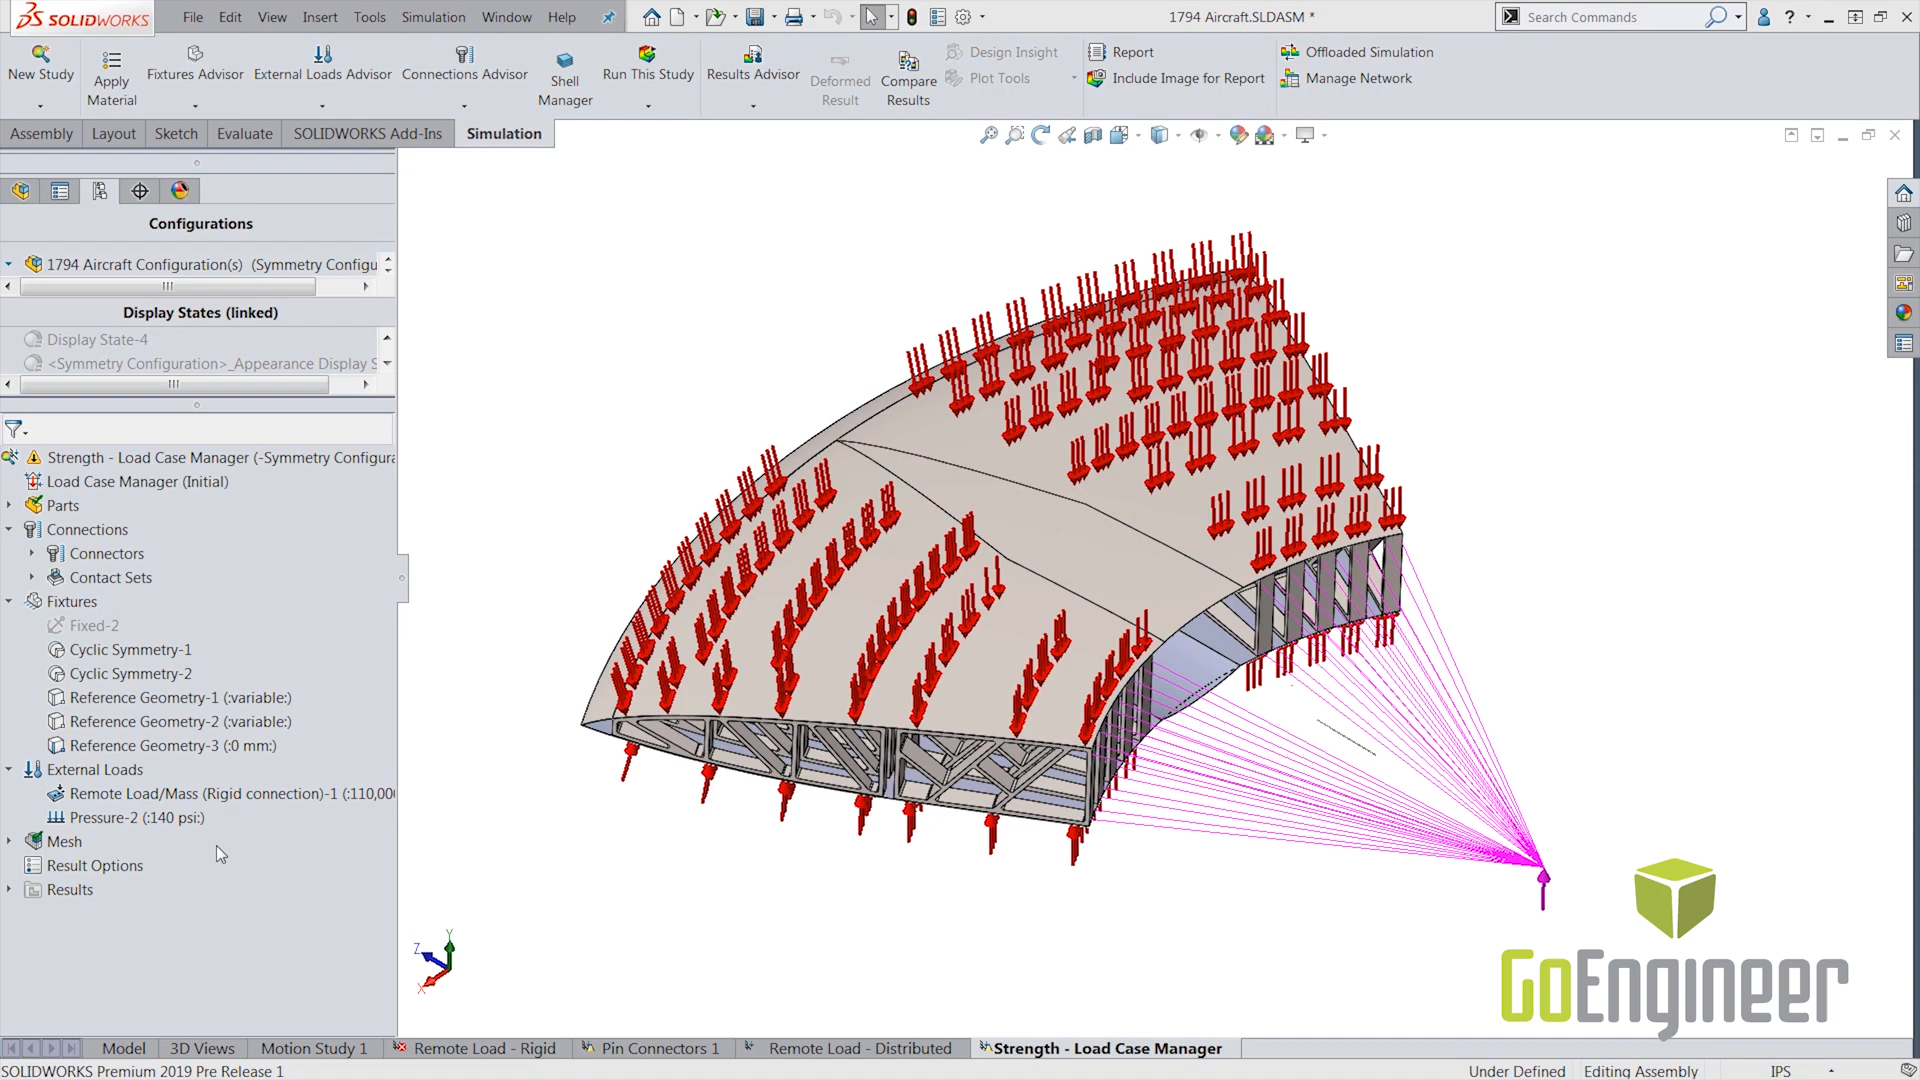 SOLIDWORKS File Edit View Insert Tools Simulation Window Help 1794 Aircraft.SLDASM * Search Commands ?
New Study Apply Material Fixtures Advisor External Loads Advisor Connections Advisor Shell Manager Run This Study Results Advisor Deformed Result Compare Results
Design Insight
Plot Tools
Report
Include Image for Report
Offloaded Simulation
Manage Network
Assembly Layout Sketch Evaluate SOLIDWORKS Add-Ins Simulation
Configurations
1794 Aircraft Configuration(s) (Symmetry Configu
Display States (linked)
Display State-4
<Symmetry Configuration>_Appearance Display S
Strength - Load Case Manager (-Symmetry Configura
Load Case Manager (Initial)
Parts
Connections
Connectors
Contact Sets
Fixtures
Fixed-2
Cyclic Symmetry-1
Cyclic Symmetry-2
Reference Geometry-1 (:variable:)
Reference Geometry-2 (:variable:)
Reference Geometry-3 (:0 mm:)
External Loads
Remote Load/Mass (Rigid connection)-1 (:110,000
Pressure-2 (:140 psi:)
Mesh
Result Options
Results
Y
Z
X
GoEngineer
Model 3D Views Motion Study 1 Remote Load - Rigid Pin Connectors 1 Remote Load - Distributed Strength - Load Case Manager
SOLIDWORKS Premium 2019 Pre Release 1 Under Defined Editing Assembly IPS